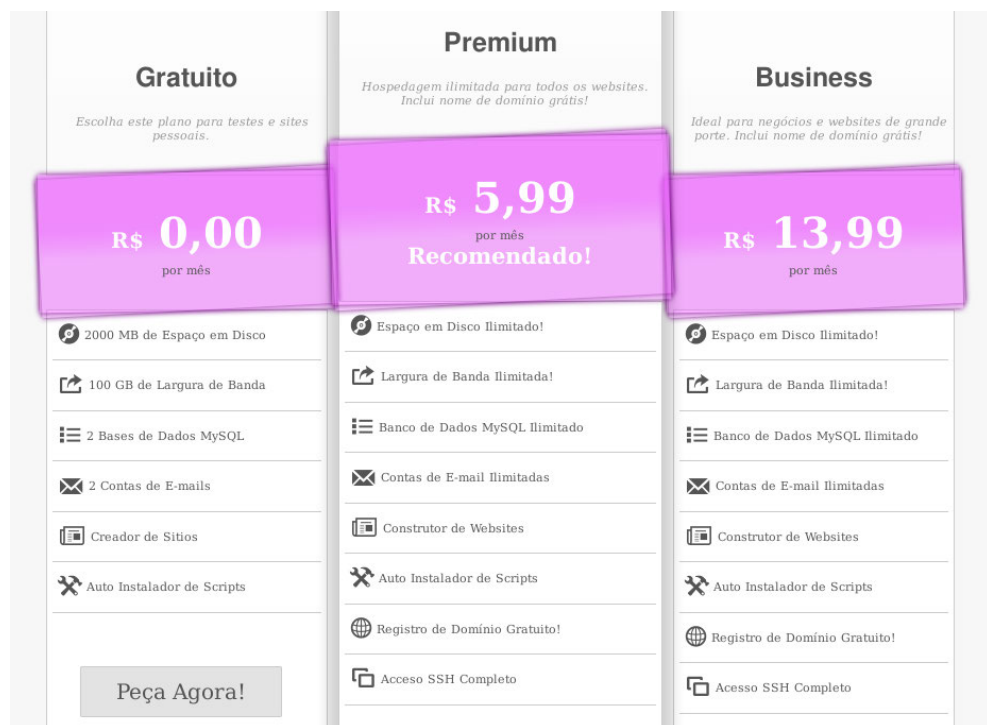 Gratuito
Escolha este plano para testes e sites
pessoais.
R$ 0,00
por mês
2000 MB de Espaço em Disco
100 GB de Largura de Banda
2 Bases de Dados MySQL
2 Contas de E-mails
Creador de Sitios
Auto Instalador de Scripts
Peça Agora!
Premium
Hospedagem ilimitada para todos os websites.
Inclui nome de domínio grátis!
R$ 5,99
por mês
Recomendado!
Espaço em Disco Ilimitado!
Largura de Banda Ilimitada!
Banco de Dados MySQL Ilimitado
Contas de E-mail Ilimitadas
Construtor de Websites
Auto Instalador de Scripts
Registro de Domínio Gratuito!
Acceso SSH Completo
Business
Ideal para negócios e websites de grande
porte. Inclui nome de domínio grátis!
R$ 13,99
por mês
Espaço em Disco Ilimitado!
Largura de Banda Ilimitada!
Banco de Dados MySQL Ilimitado
Contas de E-mail Ilimitadas
Construtor de Websites
Auto Instalador de Scripts
Registro de Domínio Gratuito!
Acesso SSH Completo